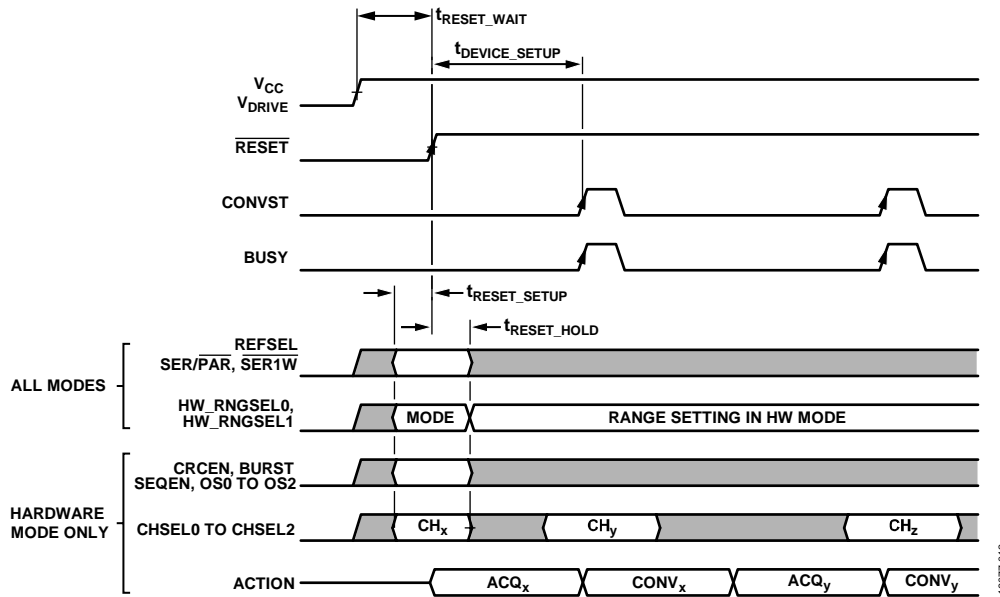 tRESET_WAIT
tDEVICE_SETUP
VCC
VDRIVE
RESET
CONVST
BUSY
tRESET_SETUP
tRESET_HOLD
REFSEL
SER/PAR, SER1W
ALL MODES
HW_RNGSEL0,
HW_RNGSEL1
MODE
RANGE SETTING IN HW MODE
CRCEN, BURST
SEQEN, OS0 TO OS2
HARDWARE
MODE ONLY
CHSEL0 TO CHSEL2
CHx
CHy
CHz
ACTION
ACQx
CONVx
ACQy
CONVy